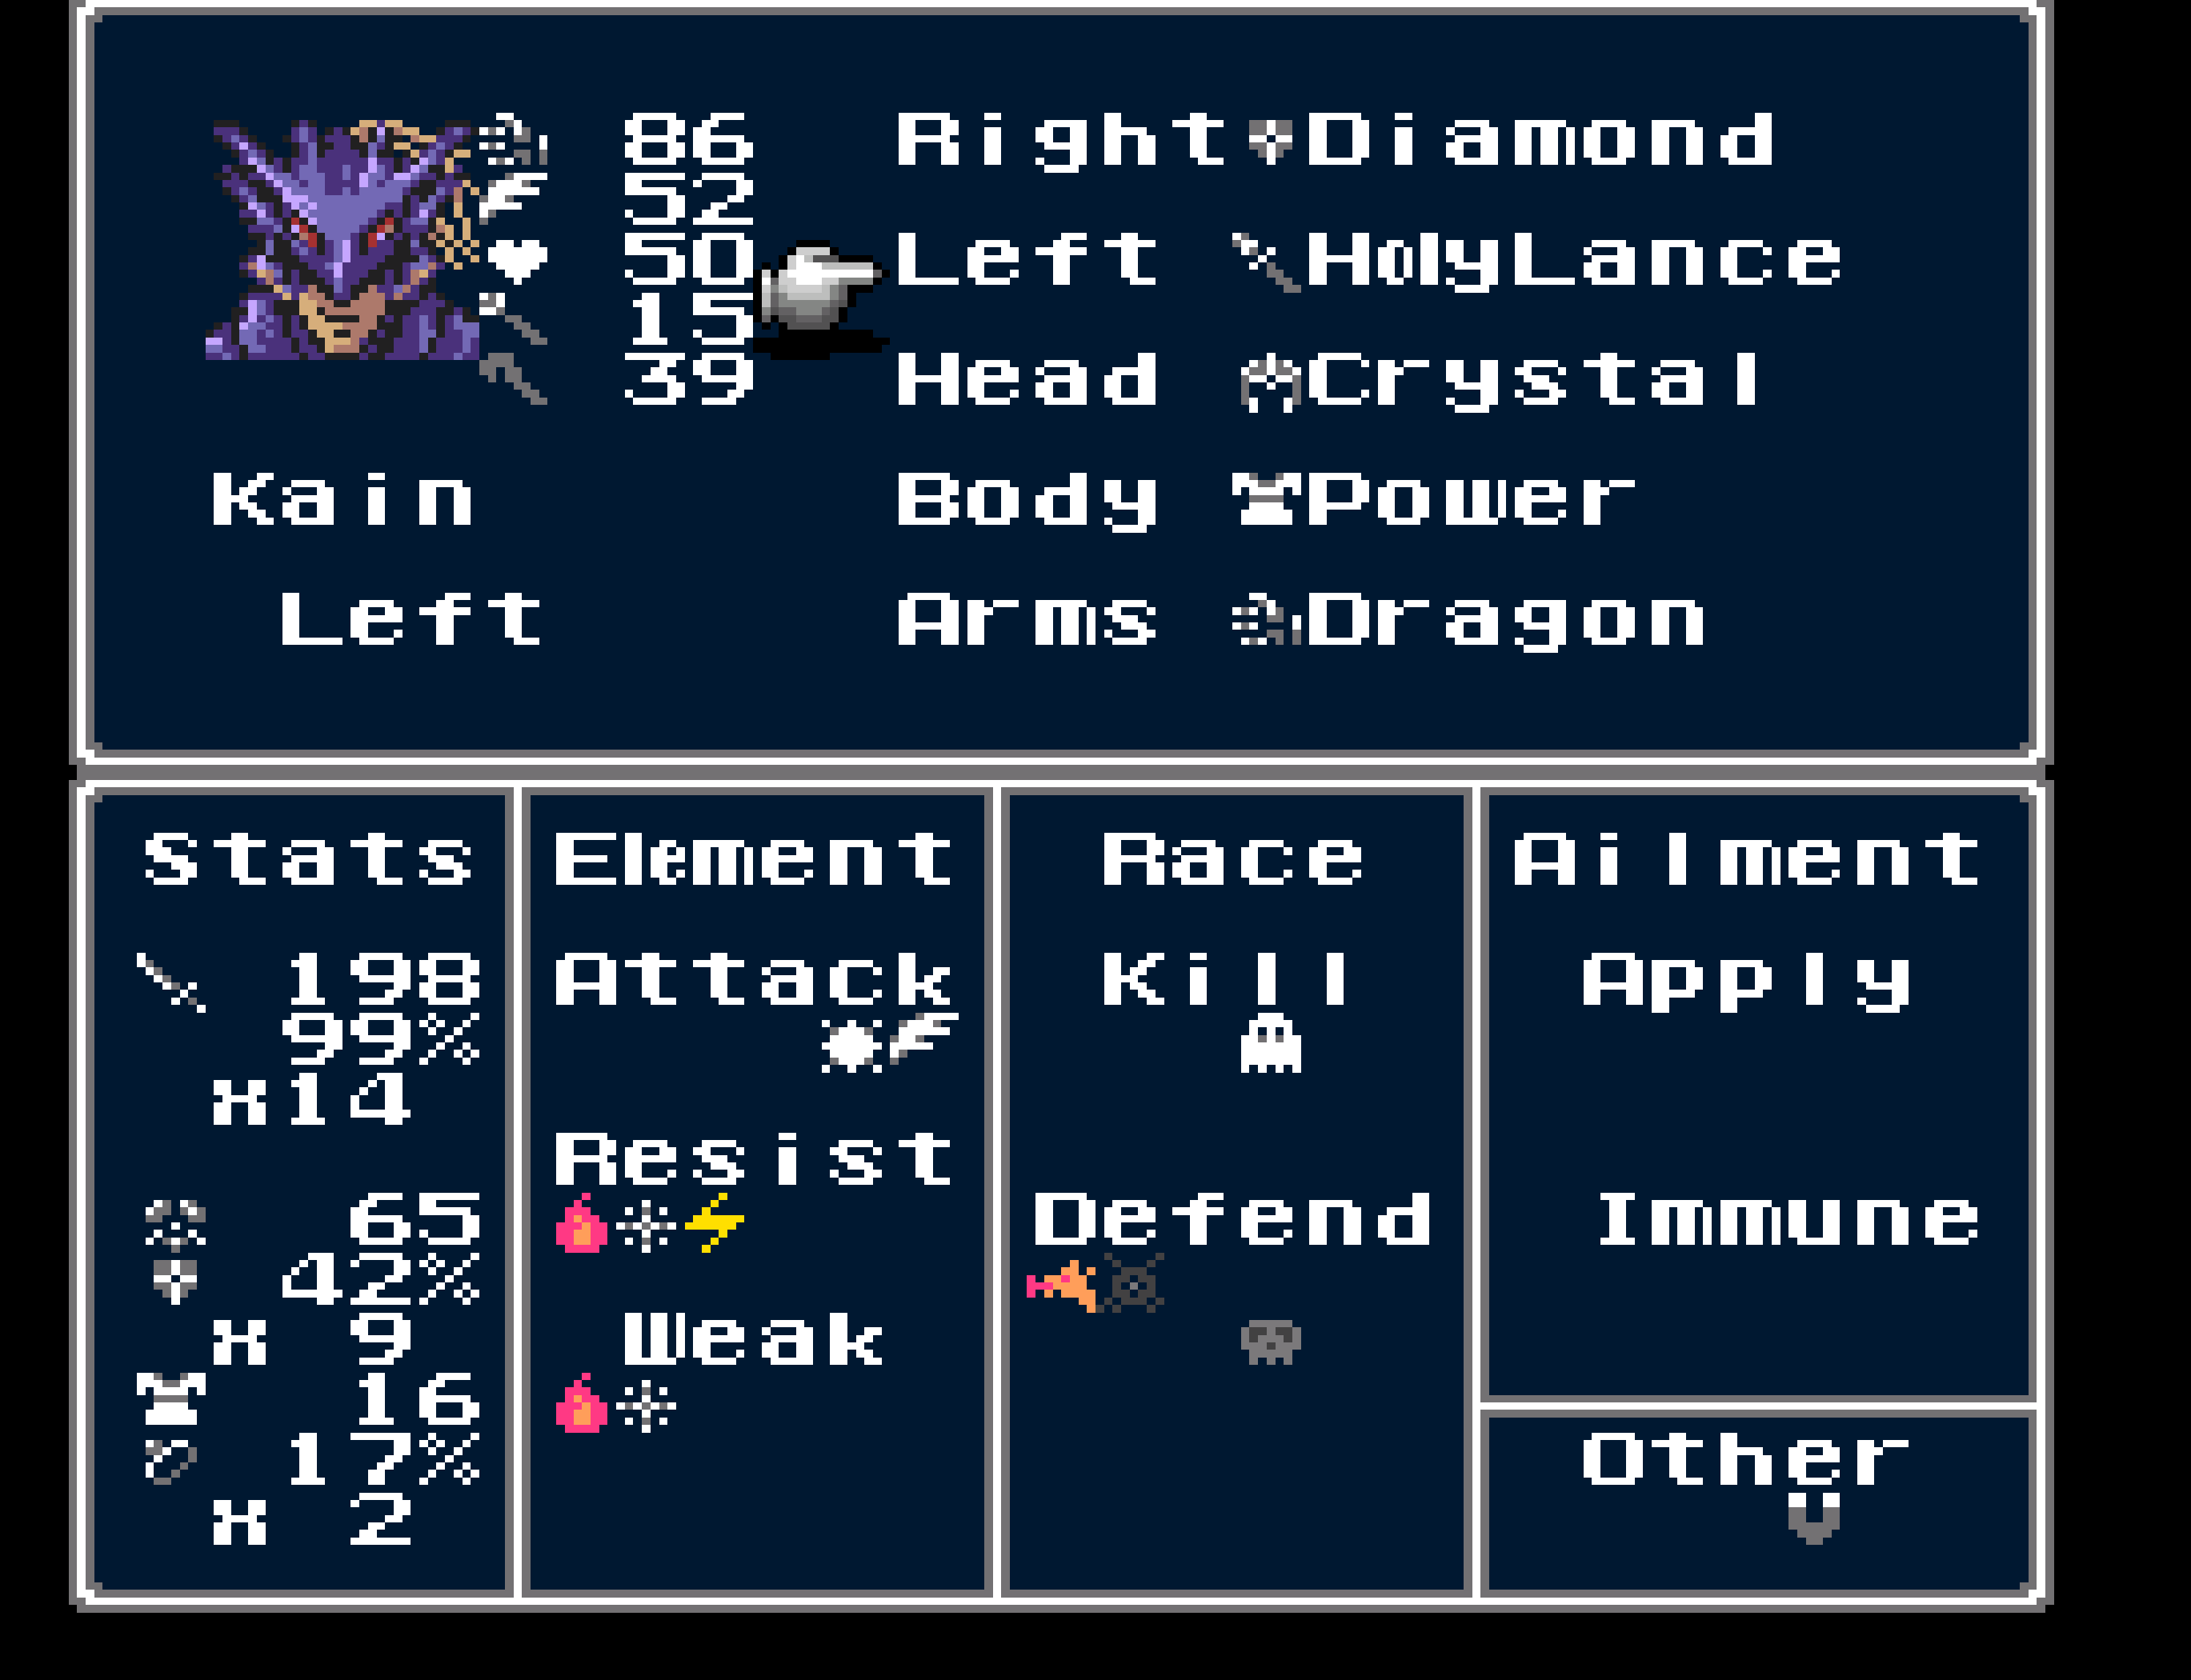 86 Right Diamond
52
50 Left HolyLance
15
39 Head Crystal
Kain Body Power
Left Arms Dragon
Stats Element Race Ailment
198 Attack Kill Apply
99%
×14
Resist
65 Defend Immune
42%
× 9 Weak
16
17% Other
× 2